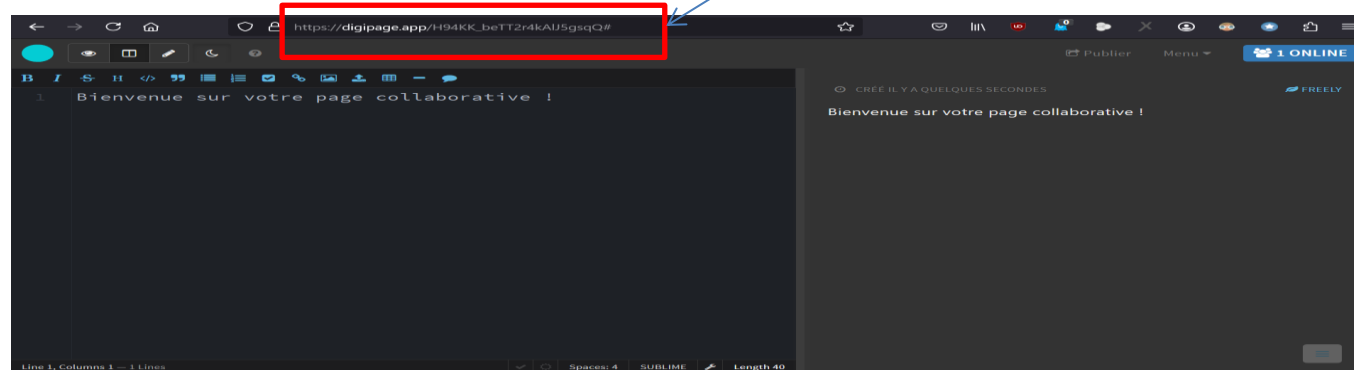 https://digipage.app/H94KK_beTT2r4kAlJ5gsqQ#
Publier Menu 1 ONLINE
B I S H </>
1 Bienvenue sur votre page collaborative !
CRÉÉ IL Y A QUELQUES SECONDES FREELY
Bienvenue sur votre page collaborative !
Line 1, Columns 1 — 1 Lines Spaces: 4 SUBLIME Length 40